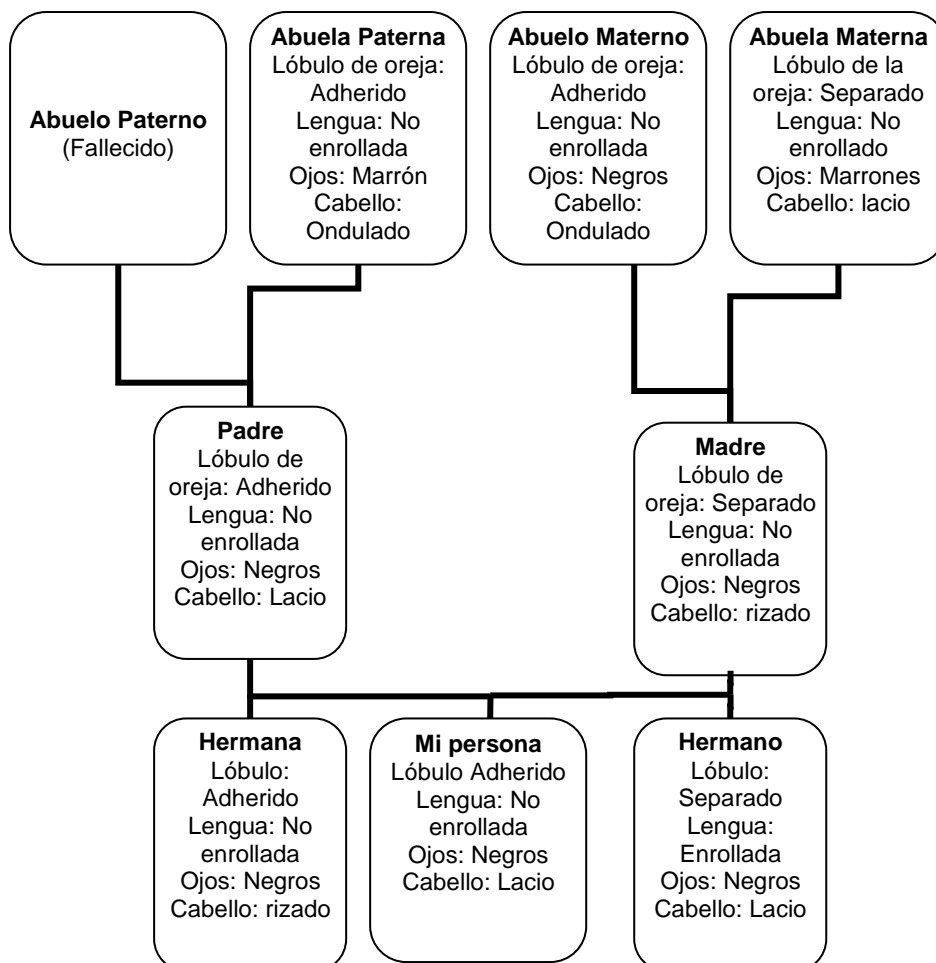 Abuelo Paterno
(Fallecido)
Abuela Paterna
Lóbulo de oreja:
Adherido
Lengua: No
enrollada
Ojos: Marrón
Cabello:
Ondulado
Abuelo Materno
Lóbulo de oreja:
Adherido
Lengua: No
enrollada
Ojos: Negros
Cabello:
Ondulado
Abuela Materna
Lóbulo de la
oreja: Separado
Lengua: No
enrollado
Ojos: Marrones
Cabello: lacio
Padre
Lóbulo de
oreja: Adherido
Lengua: No
enrollada
Ojos: Negros
Cabello: Lacio
Madre
Lóbulo de
oreja: Separado
Lengua: No
enrollada
Ojos: Negros
Cabello: rizado
Hermana
Lóbulo:
Adherido
Lengua: No
enrollada
Ojos: Negros
Cabello: rizado
Mi persona
Lóbulo Adherido
Lengua: No
enrollada
Ojos: Negros
Cabello: Lacio
Hermano
Lóbulo:
Separado
Lengua:
Enrollada
Ojos: Negros
Cabello: Lacio